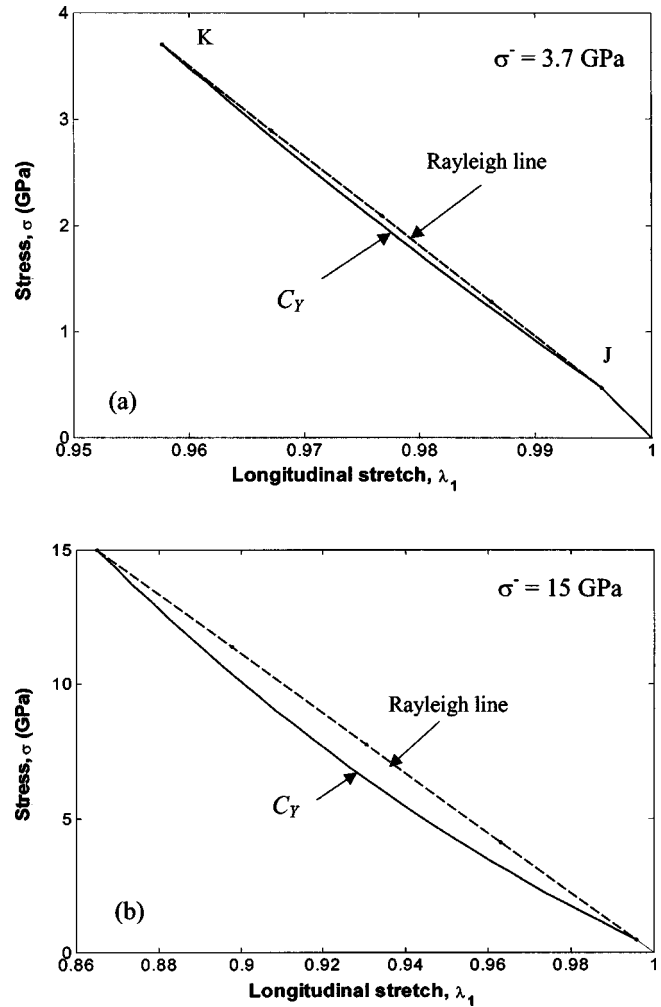 4
K
σ⁻ = 3.7 GPa
3
Rayleigh line
Stress, σ (GPa)
2
C_Y
1
J
(a)
0
0.95 0.96 0.97 0.98 0.99 1
Longitudinal stretch, λ₁
15
σ⁻ = 15 GPa
10
Rayleigh line
Stress, σ (GPa)
C_Y
5
(b)
0
0.86 0.88 0.9 0.92 0.94 0.96 0.98 1
Longitudinal stretch, λ₁